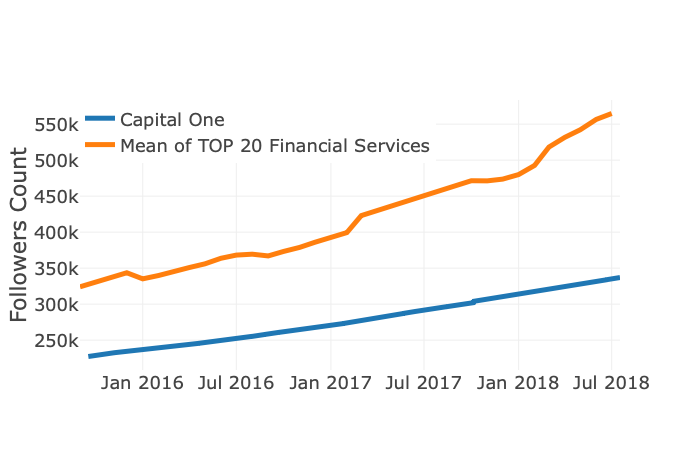 Capital One
Mean of TOP 20 Financial Services
Followers Count
550k
500k
450k
400k
350k
300k
250k
Jan 2016 Jul 2016 Jan 2017 Jul 2017 Jan 2018 Jul 2018